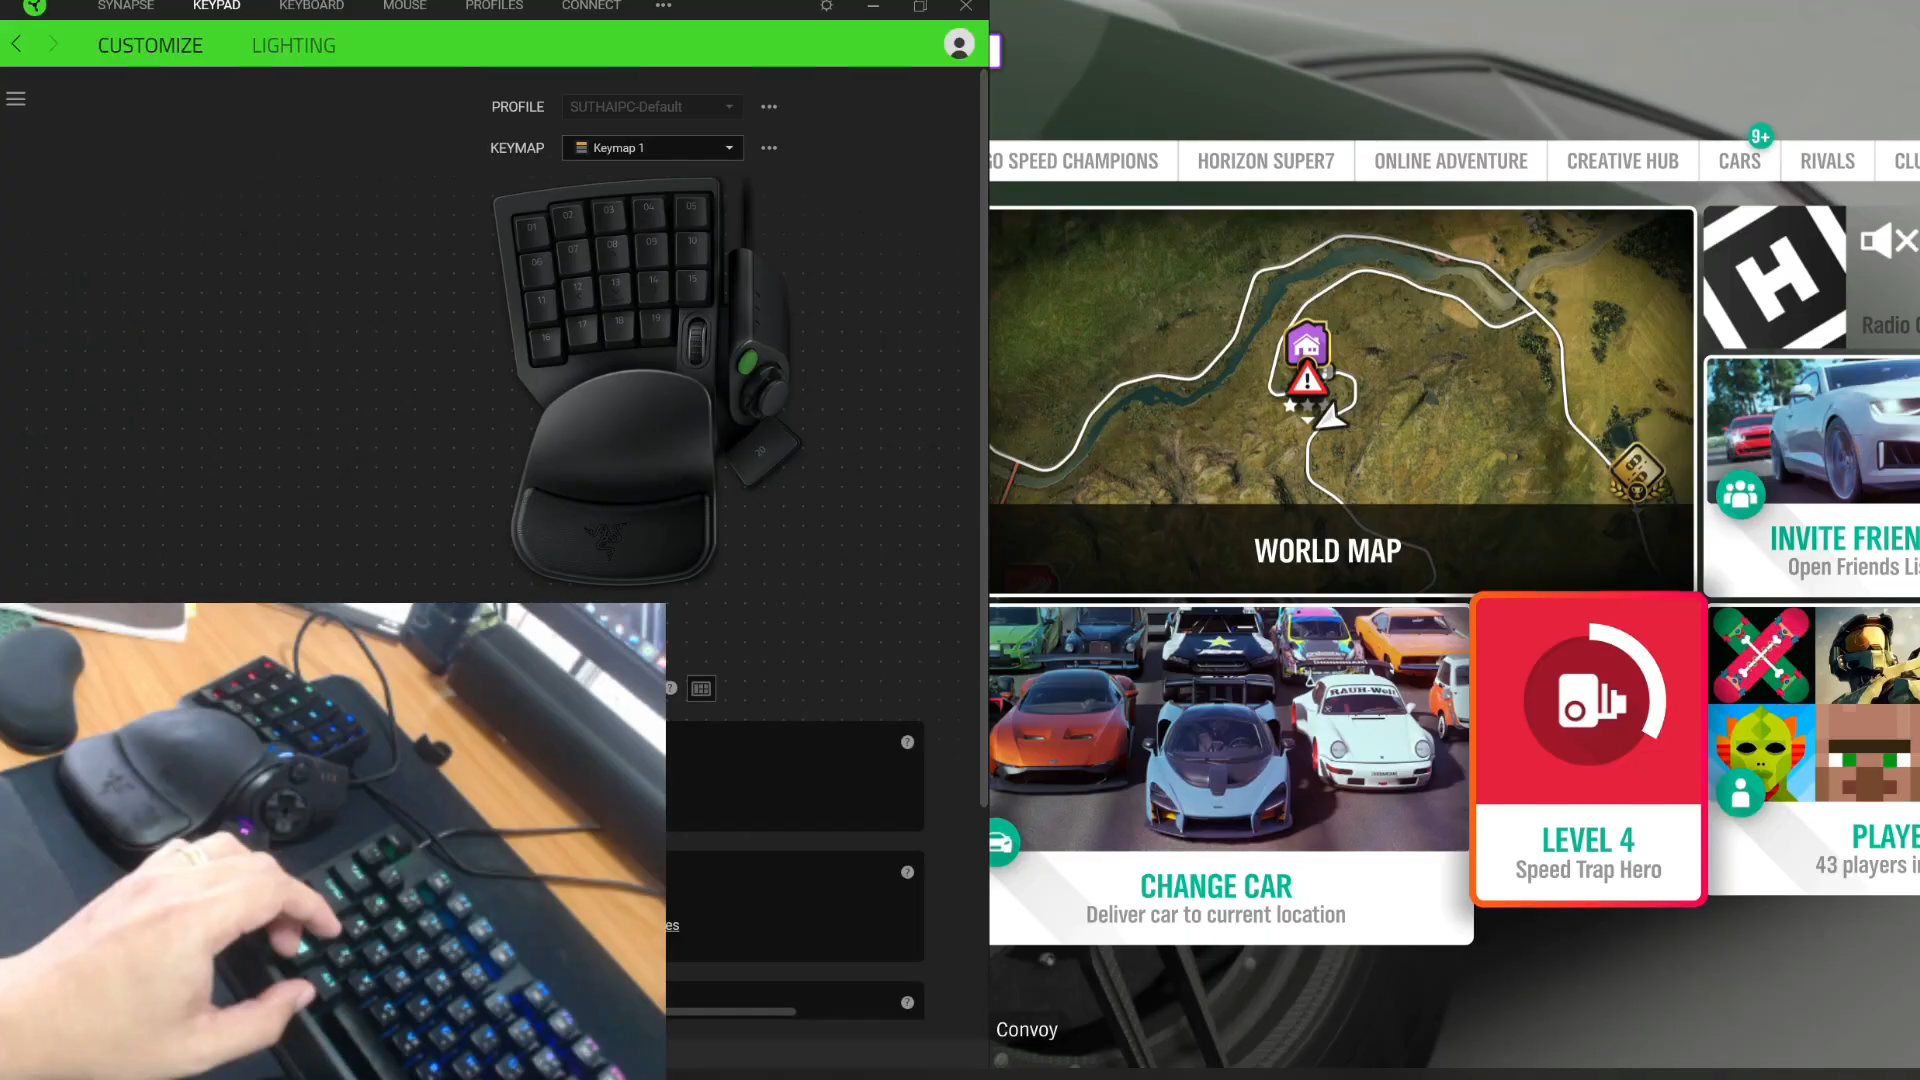 SYNAPSE KEYPAD KEYBOARD MOUSE PROFILES CONNECT
CUSTOMIZE LIGHTING
PROFILE SUTHAIPC-Default
KEYMAP Keymap 1
01 02 03 04 05
06 07 08 09 10
11 12 13 14 15
16 17 18 19
20
?
?
?
es
?
9+
GO SPEED CHAMPIONS HORIZON SUPER7 ONLINE ADVENTURE CREATIVE HUB CARS RIVALS CLU
H
Radio
WORLD MAP
INVITE FRIEN
Open Friends Li
RAUH-Welt
CHANGE CAR
Deliver car to current location
LEVEL 4
Speed Trap Hero
PLAYE
43 players in
Convoy